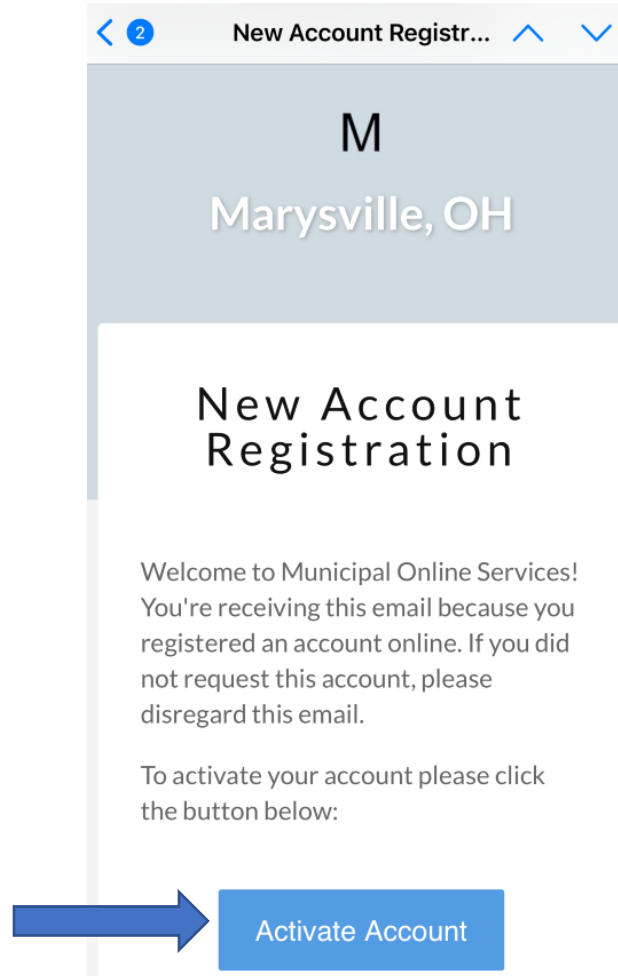 2 New Account Registr...
M
Marysville, OH
New Account
Registration
Welcome to Municipal Online Services!
You're receiving this email because you
registered an account online. If you did
not request this account, please
disregard this email.
To activate your account please click
the button below:
Activate Account